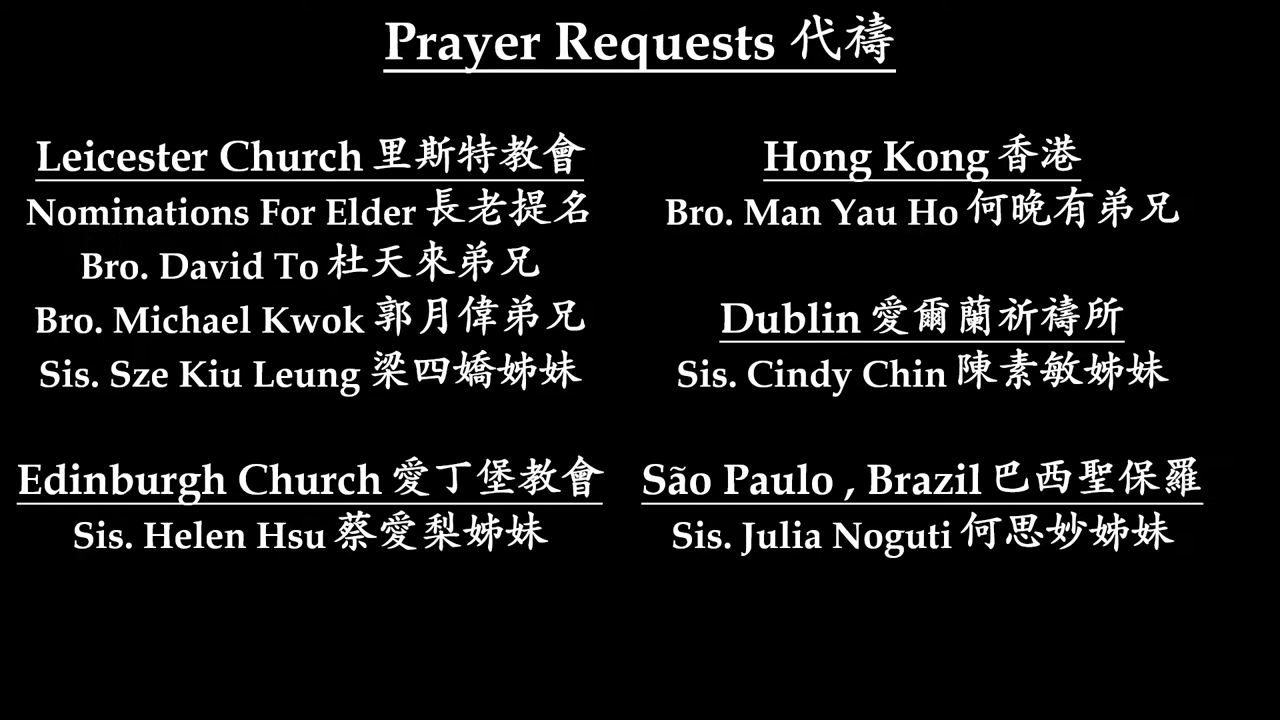 Prayer Requests 代禱
Leicester Church 里斯特教會
Nominations For Elder 長老提名
Bro. David To 杜天來弟兄
Bro. Michael Kwok 郭月偉弟兄
Sis. Sze Kiu Leung 梁四嬌姊妹
Edinburgh Church 愛丁堡教會
Sis. Helen Hsu 蔡愛梨姊妹
Hong Kong 香港
Bro. Man Yau Ho 何晚有弟兄
Dublin 愛爾蘭祈禱所
Sis. Cindy Chin 陳素敏姊妹
São Paulo , Brazil 巴西聖保羅
Sis. Julia Noguti 何思妙姊妹